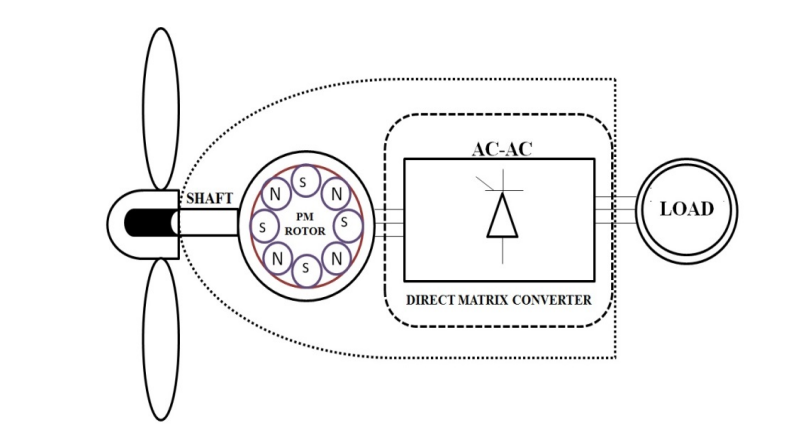 AC-AC
SHAFT
S
N
N
S
PM
ROTOR
S
LOAD
N
N
S
DIRECT MATRIX CONVERTER